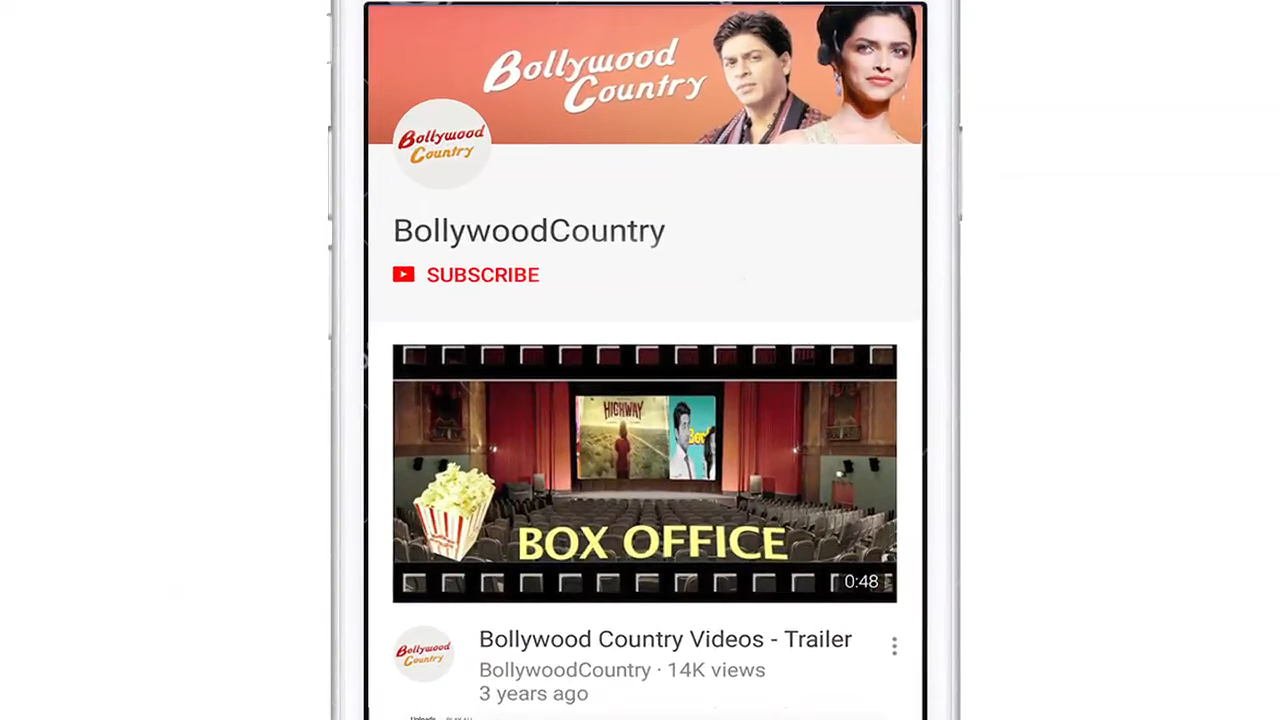 Bollywood
Country
Bollywood
Country
BollywoodCountry
SUBSCRIBE
HIGHWAY
BOX OFFICE
0:48
Bollywood
Country
Bollywood Country Videos - Trailer
BollywoodCountry · 14K views
3 years ago